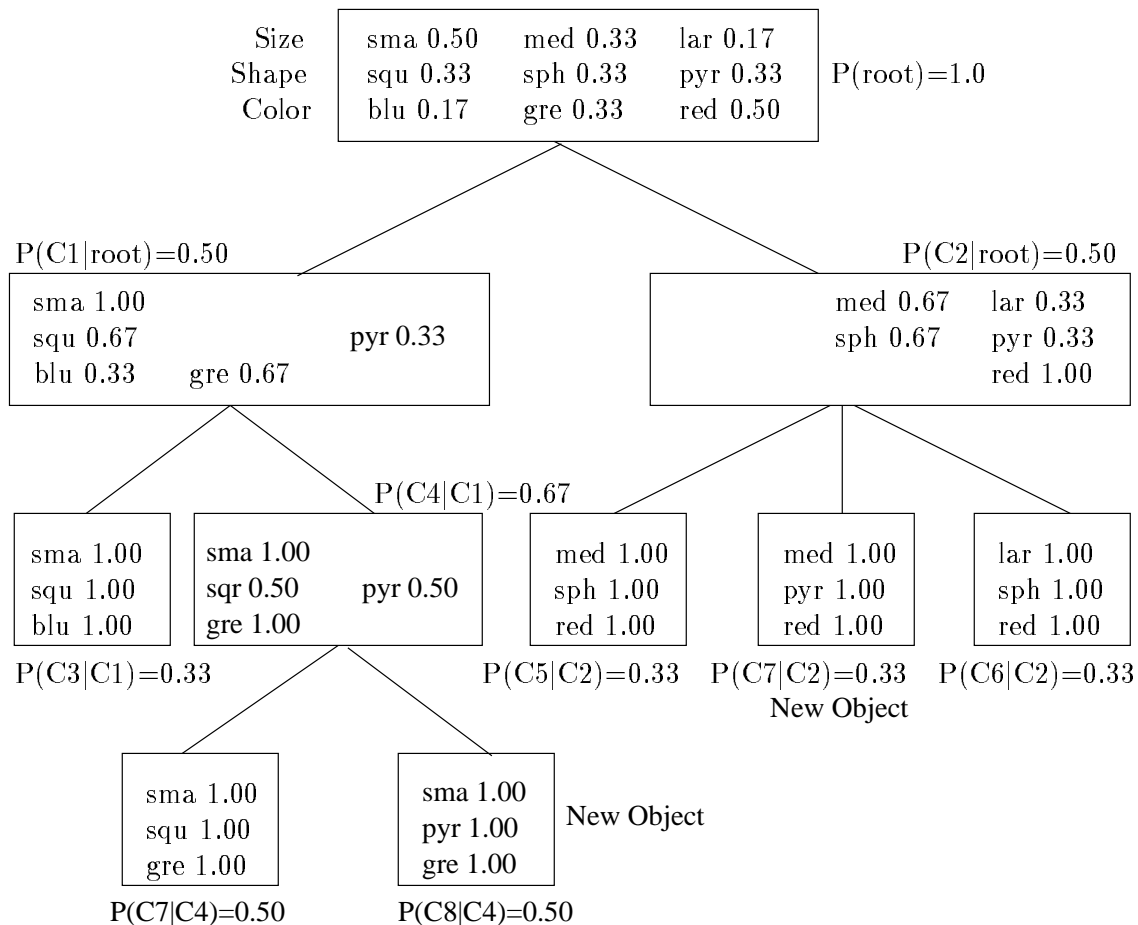 Size sma 0.50 med 0.33 lar 0.17
Shape squ 0.33 sph 0.33 pyr 0.33 P(root)=1.0
Color blu 0.17 gre 0.33 red 0.50
P(C1|root)=0.50
P(C2|root)=0.50
sma 1.00
squ 0.67 pyr 0.33
blu 0.33 gre 0.67
med 0.67 lar 0.33
sph 0.67 pyr 0.33
red 1.00
P(C4|C1)=0.67
sma 1.00
squ 1.00
blu 1.00
P(C3|C1)=0.33
sma 1.00
sqr 0.50 pyr 0.50
gre 1.00
med 1.00
sph 1.00
red 1.00
P(C5|C2)=0.33
med 1.00
pyr 1.00
red 1.00
P(C7|C2)=0.33
New Object
lar 1.00
sph 1.00
red 1.00
P(C6|C2)=0.33
sma 1.00
squ 1.00
gre 1.00
P(C7|C4)=0.50
sma 1.00
pyr 1.00
gre 1.00
New Object
P(C8|C4)=0.50